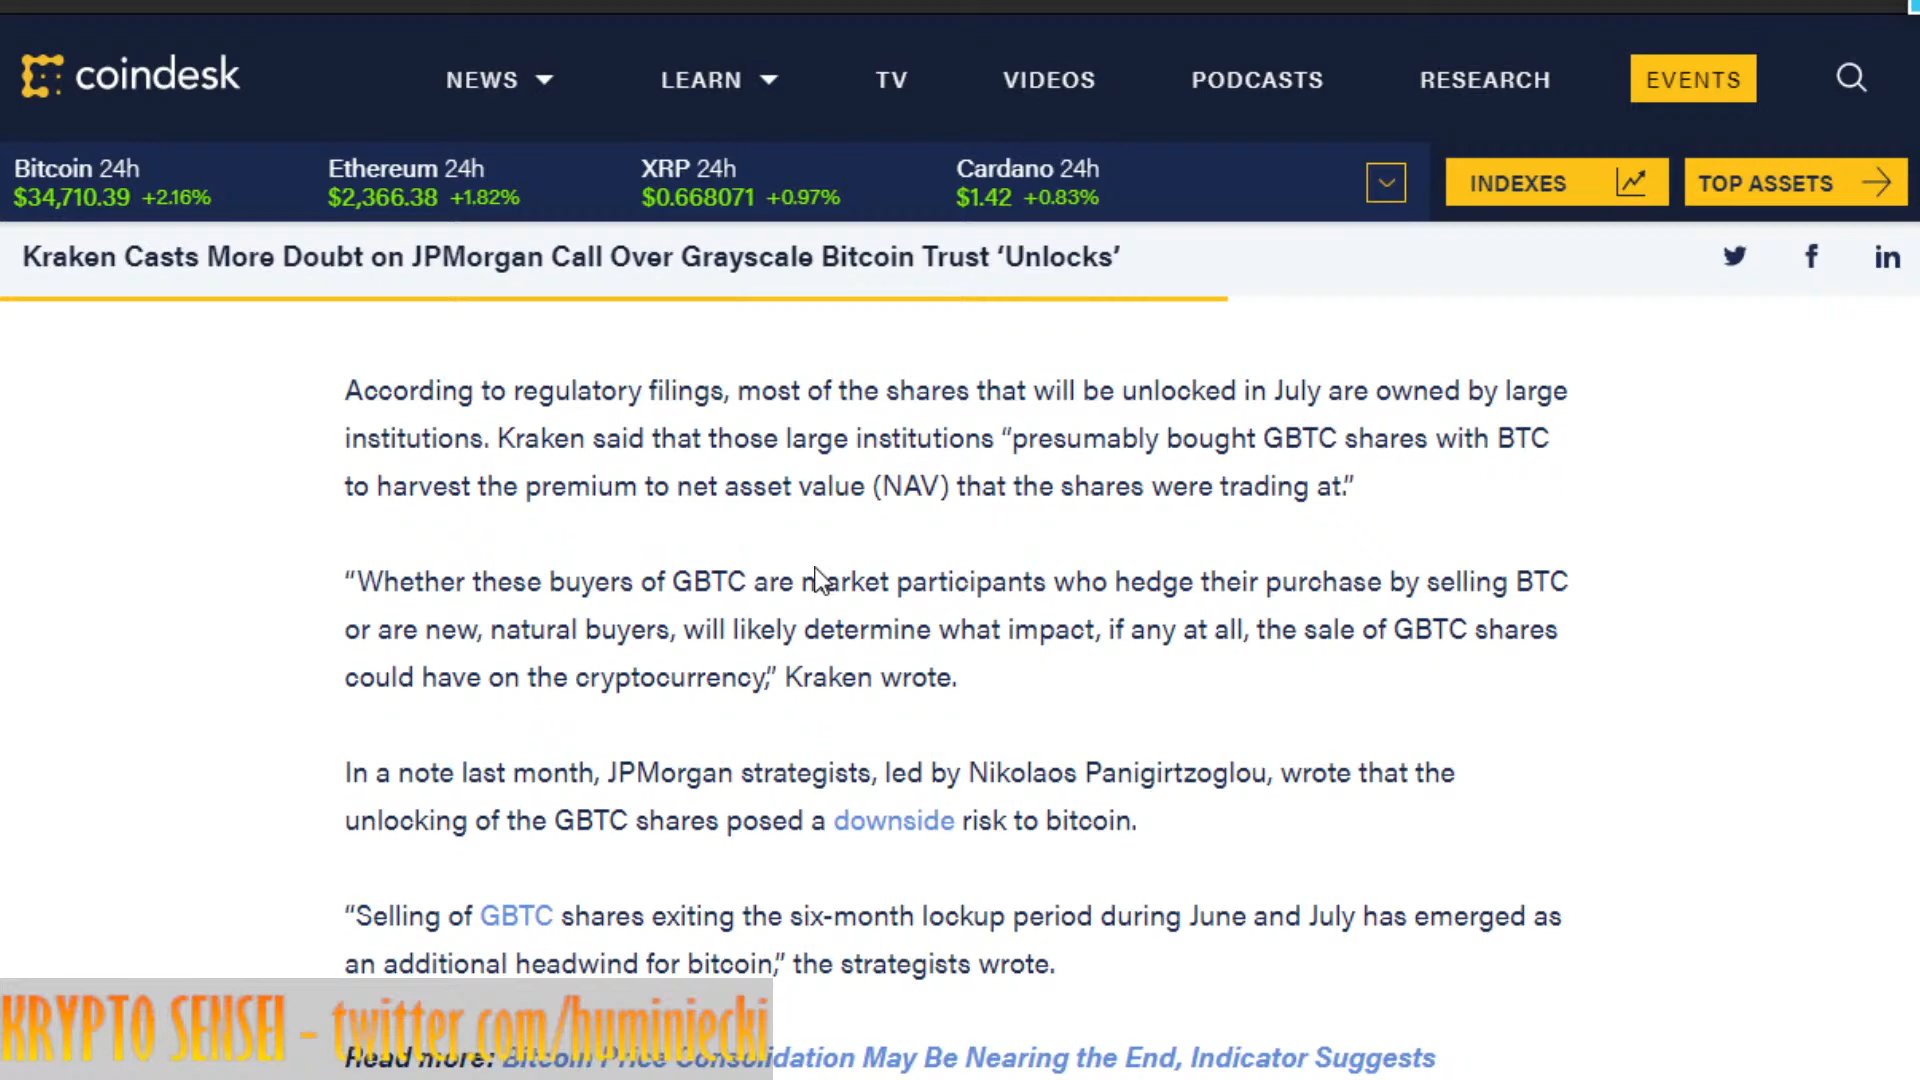 coindesk
NEWS LEARN TV VIDEOS PODCASTS RESEARCH EVENTS
Bitcoin 24h Ethereum 24h XRP 24h Cardano 24h
$34,710.39 +2.16% $2,366.38 +1.82% $0.668071 +0.97% $1.42 +0.83%
INDEXES TOP ASSETS
Kraken Casts More Doubt on JPMorgan Call Over Grayscale Bitcoin Trust ‘Unlocks’
According to regulatory filings, most of the shares that will be unlocked in July are owned by large
institutions. Kraken said that those large institutions “presumably bought GBTC shares with BTC
to harvest the premium to net asset value (NAV) that the shares were trading at.”
“Whether these buyers of GBTC are market participants who hedge their purchase by selling BTC
or are new, natural buyers, will likely determine what impact, if any at all, the sale of GBTC shares
could have on the cryptocurrency,” Kraken wrote.
In a note last month, JPMorgan strategists, led by Nikolaos Panigirtzoglou, wrote that the
unlocking of the GBTC shares posed a downside risk to bitcoin.
“Selling of GBTC shares exiting the six-month lockup period during June and July has emerged as
an additional headwind for bitcoin,” the strategists wrote.
KRYPTO SENSEI - twitter.com/huminiecki
Read more: Bitcoin Price Consolidation May Be Nearing the End, Indicator Suggests